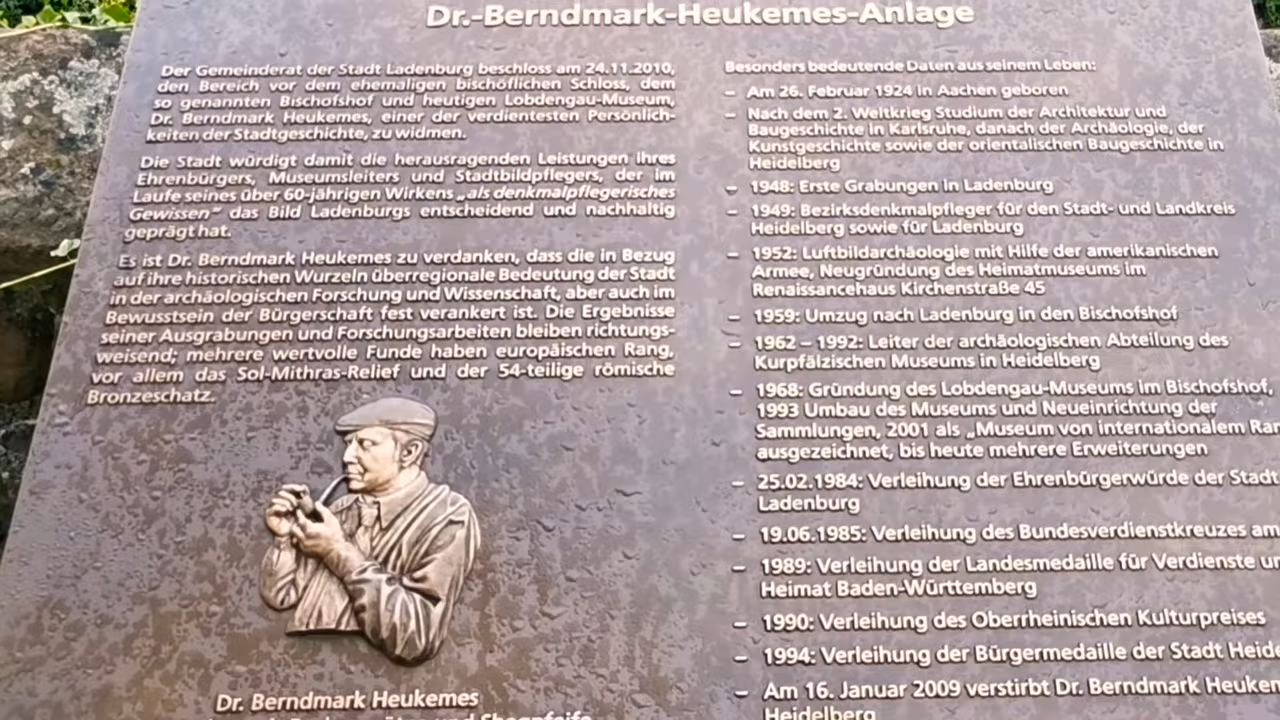 Dr.-Berndmark-Heukemes-Anlage
Der Gemeinderat der Stadt Ladenburg beschloss am 24.11.2010,
den Bereich vor dem ehemaligen bischöflichen Schloss, dem
so genannten Bischofshof und heutigen Lobdengau-Museum,
Dr. Berndmark Heukemes, einer der verdientesten Persönlich-
keiten der Stadtgeschichte, zu widmen.
Die Stadt würdigt damit die herausragenden Leistungen ihres
Ehrenbürgers, Museumsleiters und Stadtbildpflegers, der im
Laufe seines über 60-jährigen Wirkens „als denkmalpflegerisches
Gewissen“ das Bild Ladenburgs entscheidend und nachhaltig
geprägt hat.
Es ist Dr. Berndmark Heukemes zu verdanken, dass die in Bezug
auf ihre historischen Wurzeln überregionale Bedeutung der Stadt
in der archäologischen Forschung und Wissenschaft, aber auch im
Bewusstsein der Bürgerschaft fest verankert ist. Die Ergebnisse
seiner Ausgrabungen und Forschungsarbeiten bleiben richtungs-
weisend; mehrere wertvolle Funde haben europäischen Rang,
vor allem das Sol-Mithras-Relief und der 54-teilige römische
Bronzeschatz.
Dr. Berndmark Heukemes
und Shagpfeife
Besonders bedeutende Daten aus seinem Leben:
– Am 26. Februar 1924 in Aachen geboren
– Nach dem 2. Weltkrieg Studium der Architektur und
Baugeschichte in Karlsruhe, danach der Archäologie, der
Kunstgeschichte sowie der orientalischen Baugeschichte in
Heidelberg
– 1948: Erste Grabungen in Ladenburg
– 1949: Bezirksdenkmalpfleger für den Stadt- und Landkreis
Heidelberg sowie für Ladenburg
– 1952: Luftbildarchäologie mit Hilfe der amerikanischen
Armee, Neugründung des Heimatmuseums im
Renaissancehaus Kirchenstraße 45
– 1959: Umzug nach Ladenburg in den Bischofshof
– 1962 – 1992: Leiter der archäologischen Abteilung des
Kurpfälzischen Museums in Heidelberg
– 1968: Gründung des Lobdengau-Museums im Bischofshof,
1993 Umbau des Museums und Neueinrichtung der
Sammlungen, 2001 als „Museum von internationalem Ran
ausgezeichnet, bis heute mehrere Erweiterungen
– 25.02.1984: Verleihung der Ehrenbürgerwürde der Stadt
Ladenburg
– 19.06.1985: Verleihung des Bundesverdienstkreuzes am
– 1989: Verleihung der Landesmedaille für Verdienste un
Heimat Baden-Württemberg
– 1990: Verleihung des Oberrheinischen Kulturpreises
– 1994: Verleihung der Bürgermedaille der Stadt Heide
– Am 16. Januar 2009 verstirbt Dr. Berndmark Heuken
Heidelberg